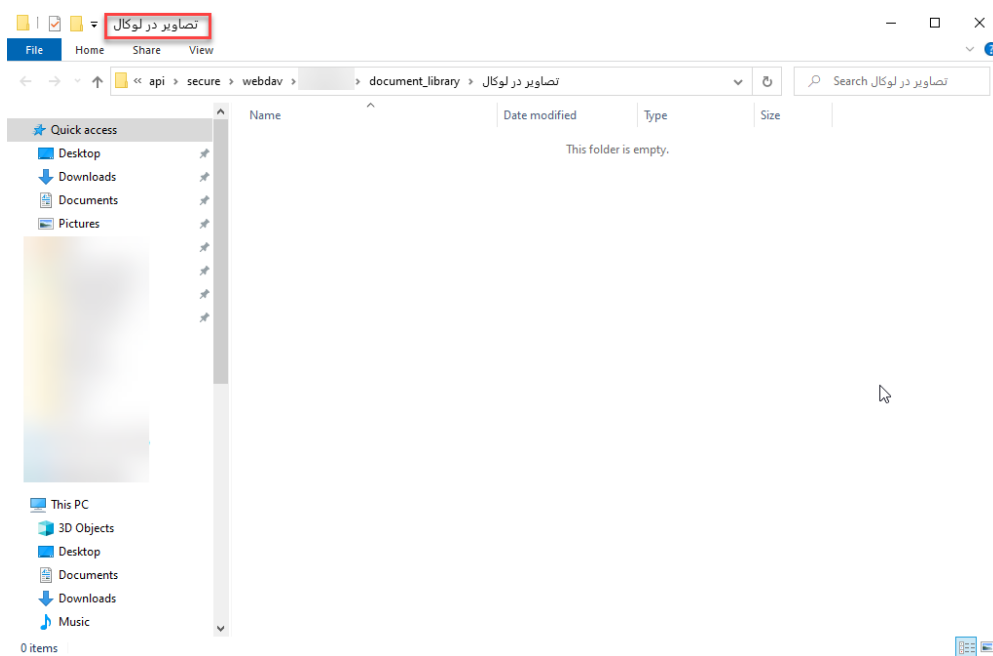 تصاویر در لوکال
File Home Share View
« api › secure › webdav › › document_library › تصاویر در لوکال
Search تصاویر در لوکال
Name Date modified Type Size
This folder is empty.
Quick access
Desktop
Downloads
Documents
Pictures
This PC
3D Objects
Desktop
Documents
Downloads
Music
0 items